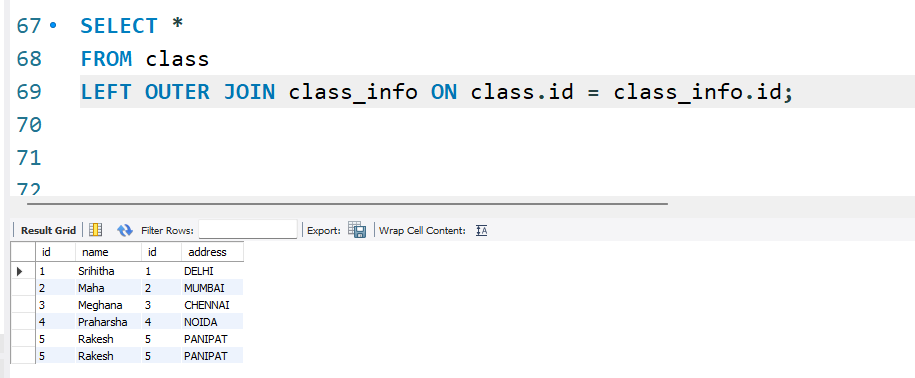 67 SELECT *
68 FROM class
69 LEFT OUTER JOIN class_info ON class.id = class_info.id;
70
71
72
Result Grid Filter Rows: Export: Wrap Cell Content:
id name id address
1 Srihitha 1 DELHI
2 Maha 2 MUMBAI
3 Meghana 3 CHENNAI
4 Praharsha 4 NOIDA
5 Rakesh 5 PANIPAT
5 Rakesh 5 PANIPAT